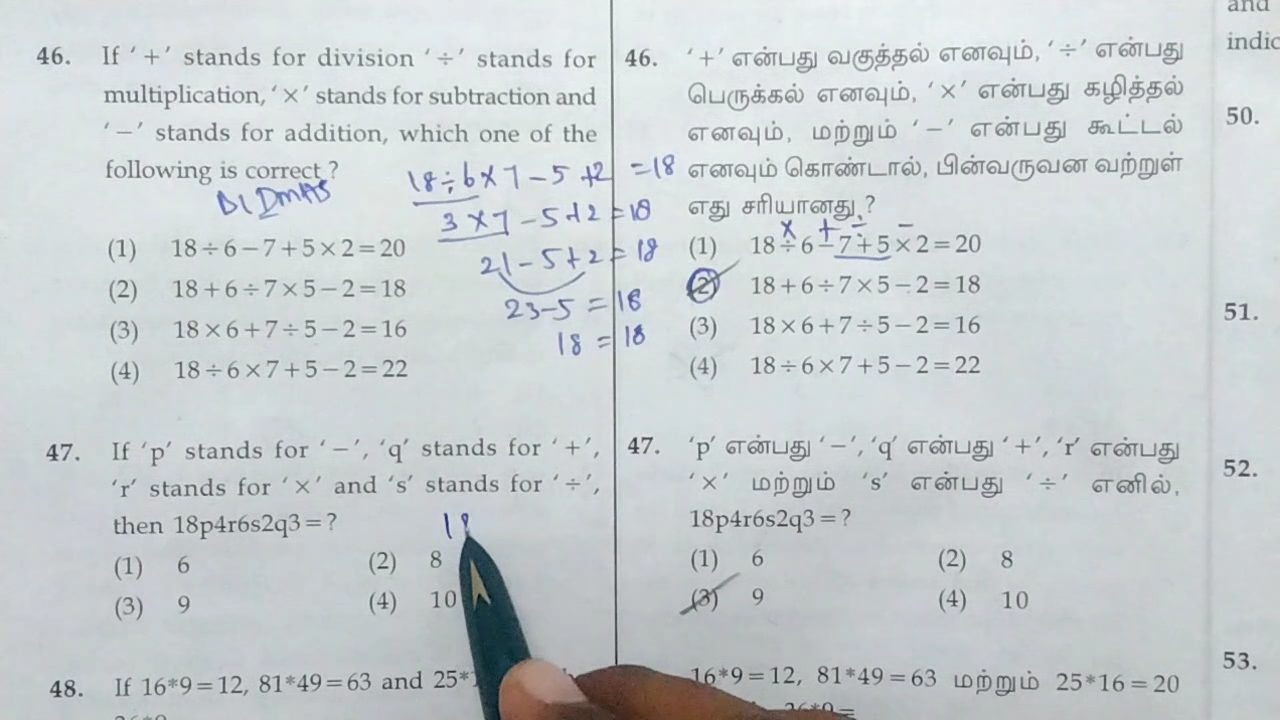 46. If '+' stands for division '÷' stands for
multiplication, '×' stands for subtraction and
'−' stands for addition, which one of the
following is correct ?
BIDMAS
18÷6×7−5+2 =18
3×7−5+2=18
21−5+2=18
23−5=18
18=18
(1) 18÷6−7+5×2=20
(2) 18+6÷7×5−2=18
(3) 18×6+7÷5−2=16
(4) 18÷6×7+5−2=22
47. If 'p' stands for '−', 'q' stands for '+',
'r' stands for '×' and 's' stands for '÷',
then 18p4r6s2q3=?
18
(1) 6 (2) 8
(3) 9 (4) 10
48. If 16*9=12, 81*49=63 and 25*
46. '+' என்பது வகுத்தல் எனவும், '÷' என்பது
பெருக்கல் எனவும், '×' என்பது கழித்தல்
எனவும், மற்றும் '−' என்பது கூட்டல்
எனவும் கொண்டால், பின்வருவன வற்றுள்
எது சரியானது ?
× + ÷ −
(1) 18÷6−7+5×2=20
(2) 18+6÷7×5−2=18
(3) 18×6+7÷5−2=16
(4) 18÷6×7+5−2=22
47. 'p' என்பது '−', 'q' என்பது '+', 'r' என்பது
'×' மற்றும் 's' என்பது '÷' எனில்,
18p4r6s2q3=?
(1) 6 (2) 8
(3) 9 (4) 10
16*9=12, 81*49=63 மற்றும் 25*16=20
and
indic
50.
51.
52.
53.